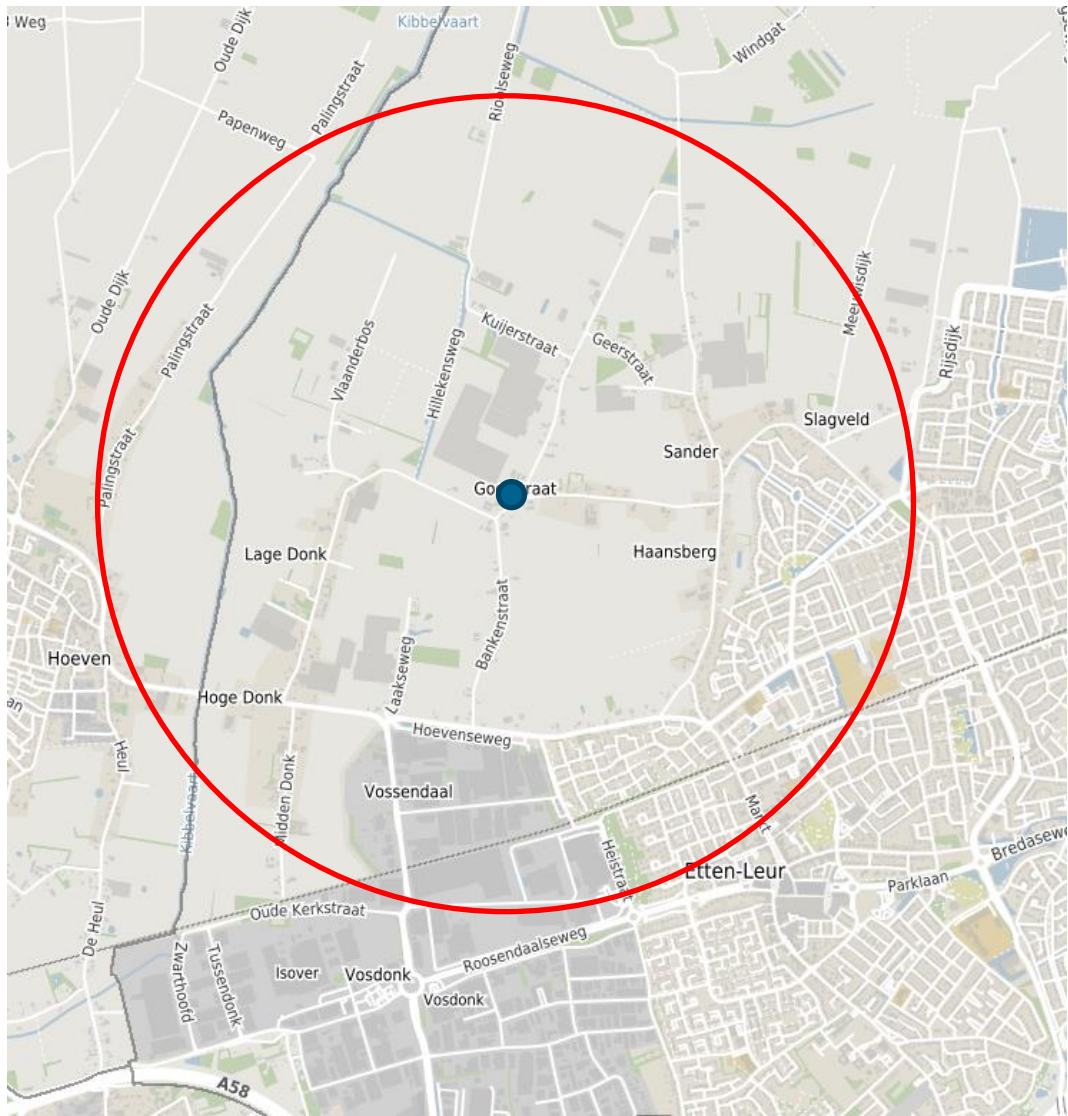 3 Weg
Oude Dijk
Kibbelvaart
Rioolseweg
Windgat
Papenweg
Palingstraat
Oude Dijk
Palingstraat
Vlaanderbos
Hillekensweg
Kuijerstraat
Geerstraat
Meeuwisdijk
Rijsdijk
Slagveld
Sander
Palingstraat
Lage Donk
Haansberg
Bankenstraat
Laakseweg
Hoeven
Hoge Donk
Hoevenseweg
Heul
Vossendaal
Midden Donk
Kibbelvaart
Markt
Heistraat
Etten-Leur
Bredasewe
Parklaan
Oude Kerkstraat
De Heul
Zwarthoofd
Tussendonk
Isover
Vosdonk
Roosendaalseweg
Vosdonk
A58